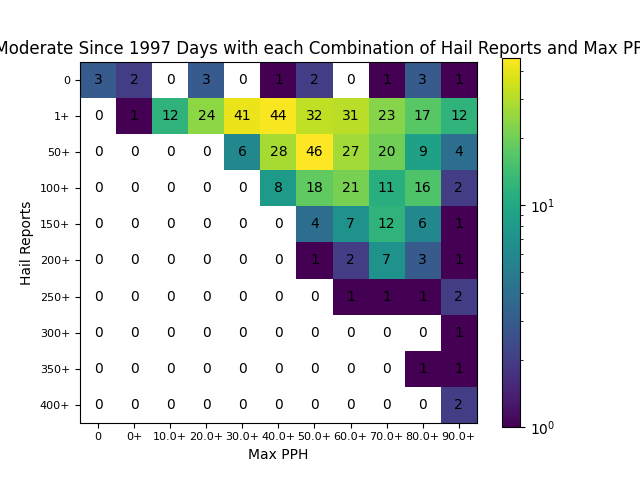 Moderate Since 1997 Days with each Combination of Hail Reports and Max PP
0 3 2 0 3 0 1 2 0 1 3 1
1+ 0 1 12 24 41 44 32 31 23 17 12
50+ 0 0 0 0 6 28 46 27 20 9 4
100+ 0 0 0 0 0 8 18 21 11 16 2
150+ 0 0 0 0 0 0 4 7 12 6 1
200+ 0 0 0 0 0 0 1 2 7 3 1
250+ 0 0 0 0 0 0 0 1 1 1 2
300+ 0 0 0 0 0 0 0 0 0 0 1
350+ 0 0 0 0 0 0 0 0 0 1 1
400+ 0 0 0 0 0 0 0 0 0 0 2
0 0+ 10.0+ 20.0+ 30.0+ 40.0+ 50.0+ 60.0+ 70.0+ 80.0+ 90.0+
Max PPH
Hail Reports
10¹
10⁰